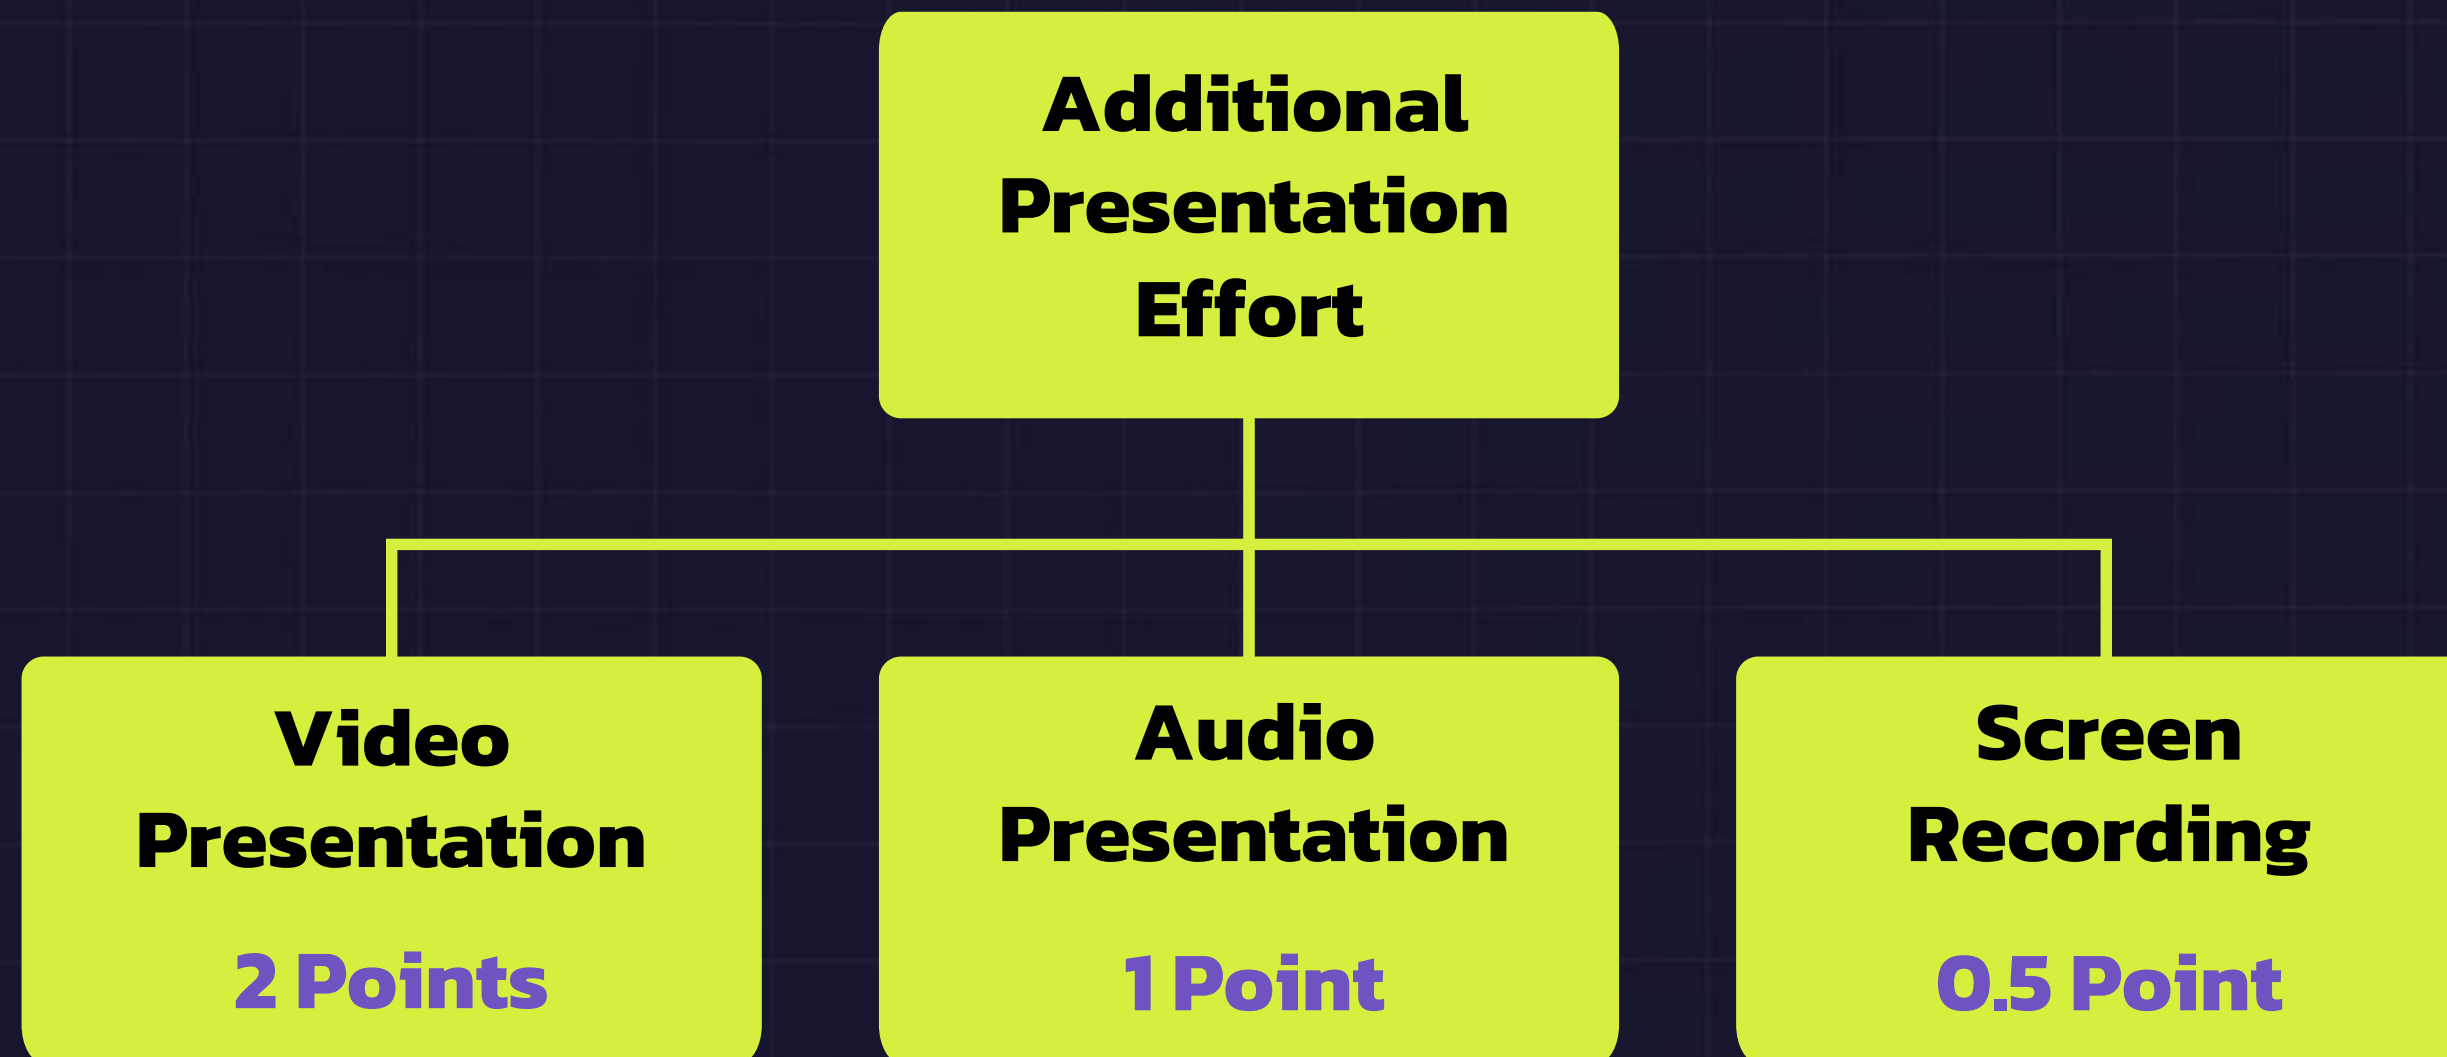 Additional
Presentation
Effort
Video
Presentation
2 Points
Audio
Presentation
1 Point
Screen
Recording
0.5 Point